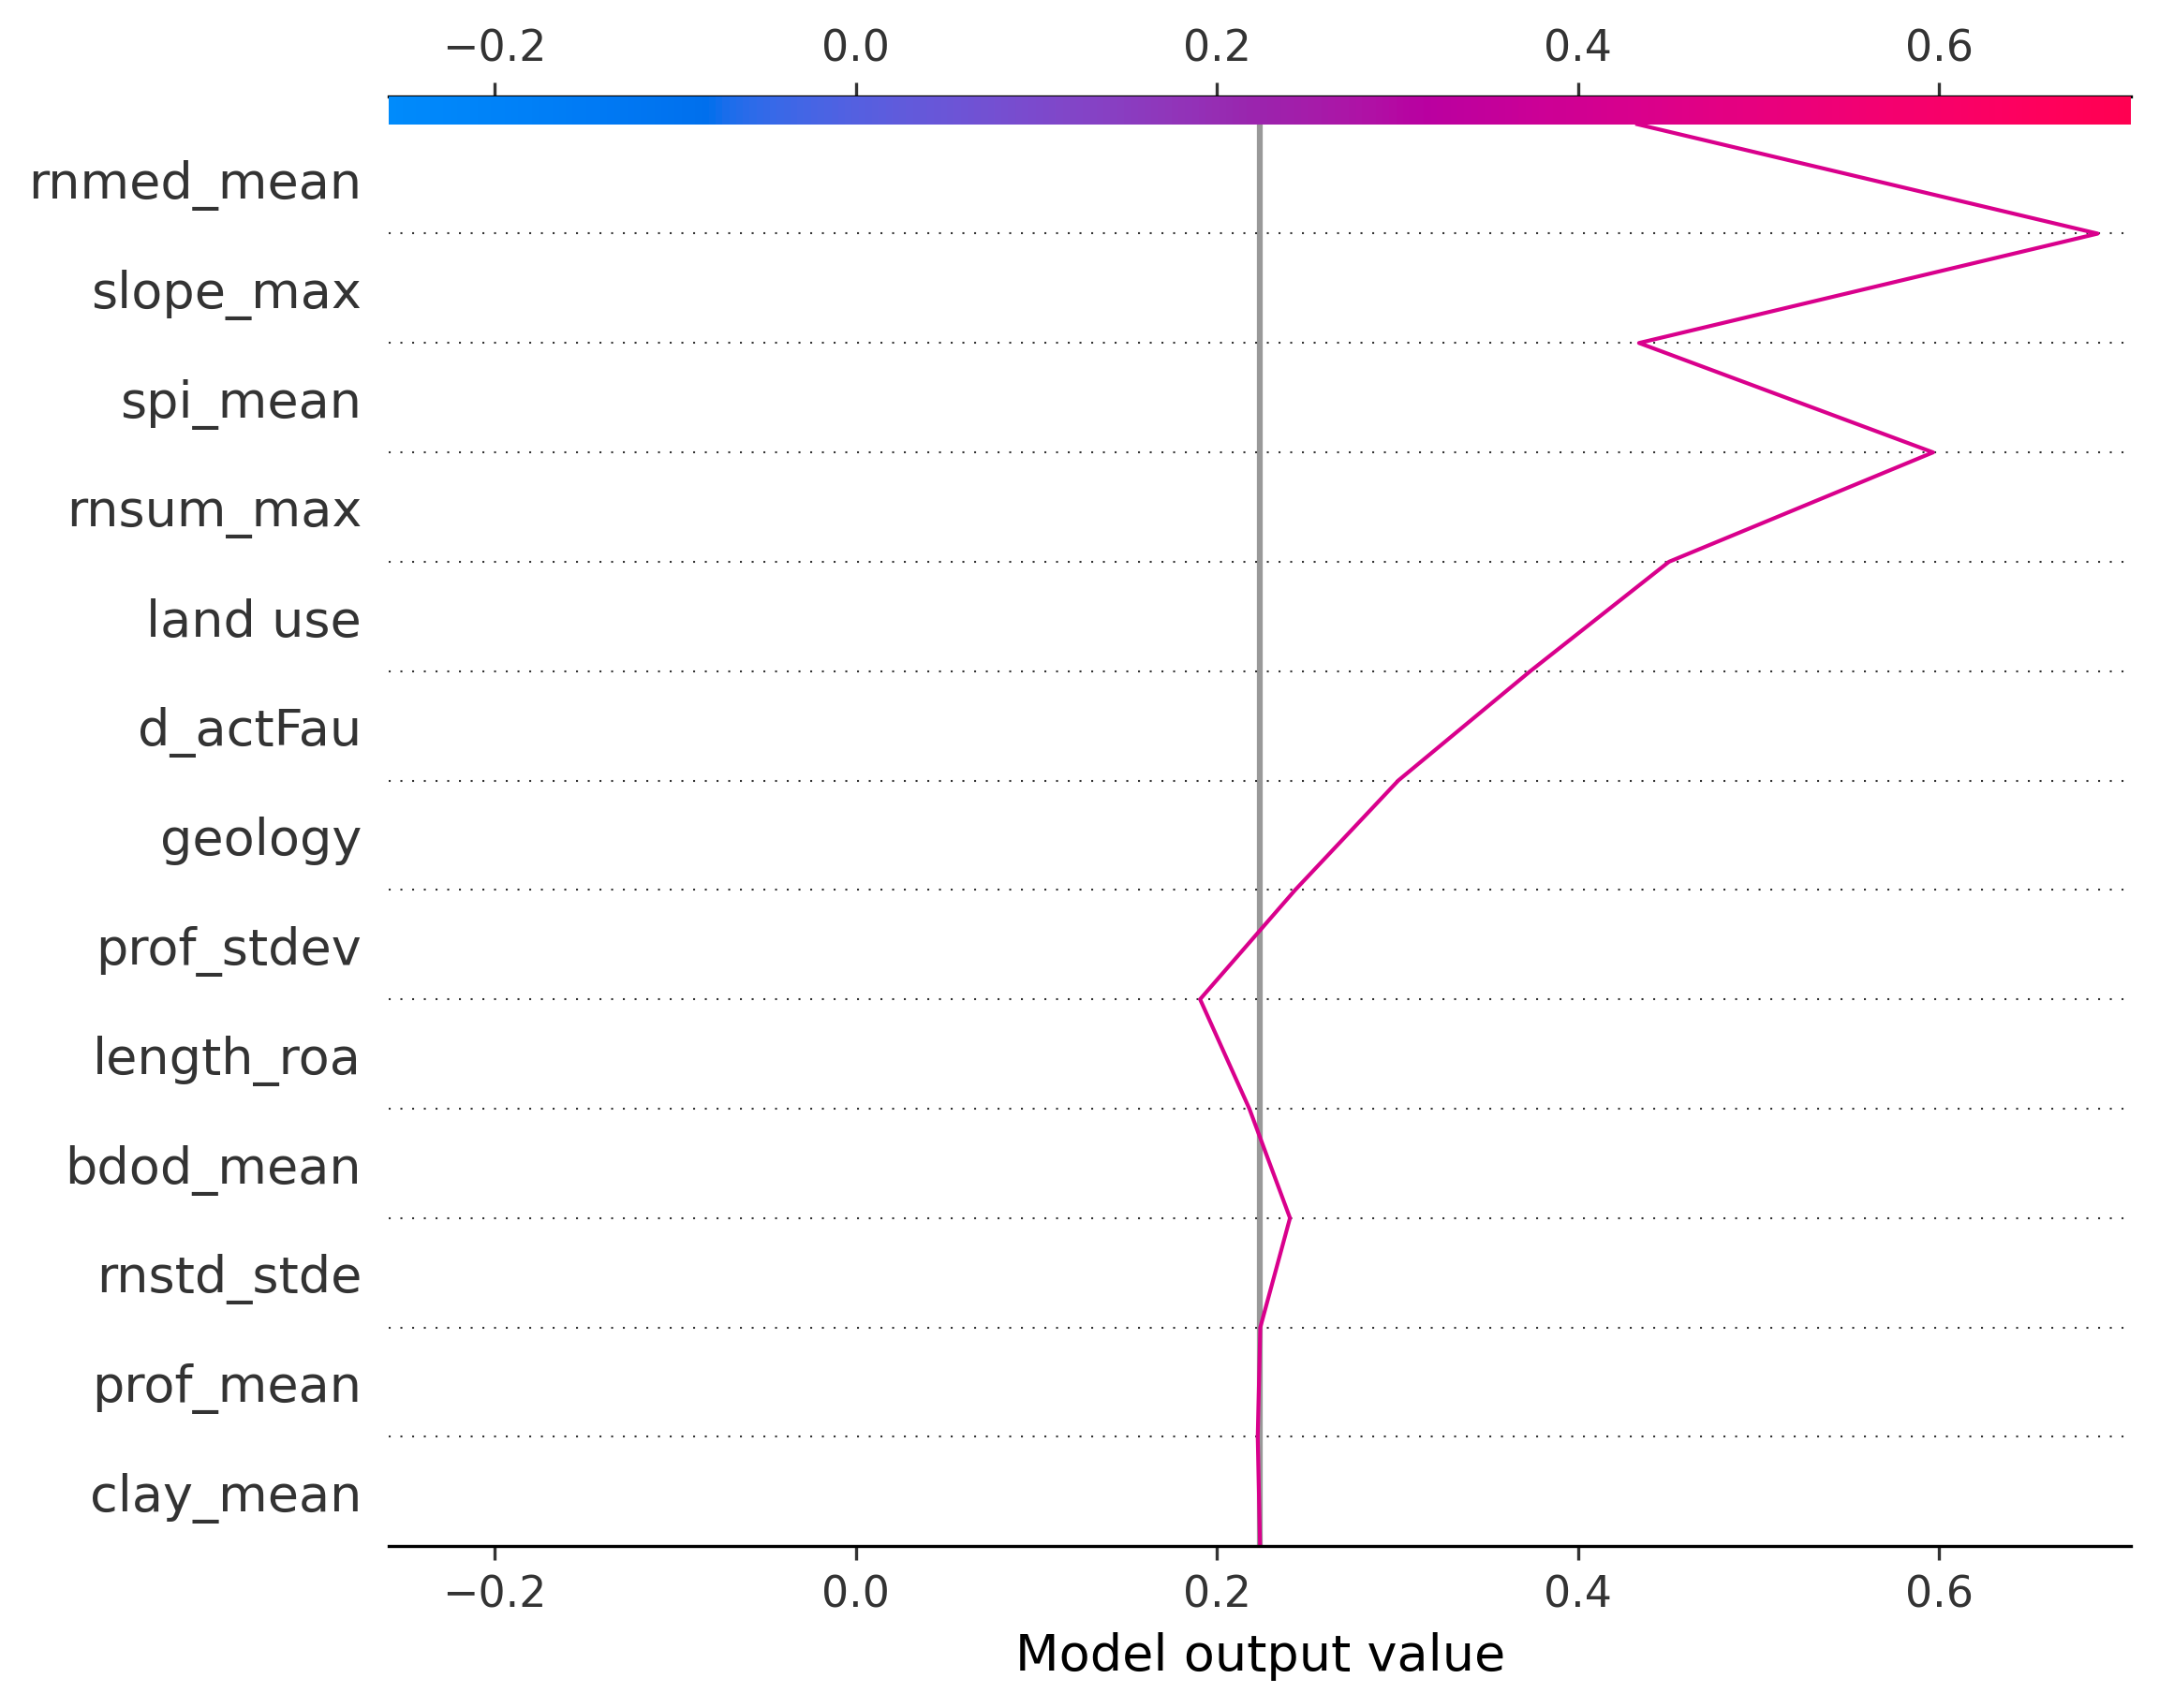 −0.2 0.0 0.2 0.4 0.6
rnmed_mean
slope_max
spi_mean
rnsum_max
land use
d_actFau
geology
prof_stdev
length_roa
bdod_mean
rnstd_stde
prof_mean
clay_mean
−0.2 0.0 0.2 0.4 0.6
Model output value